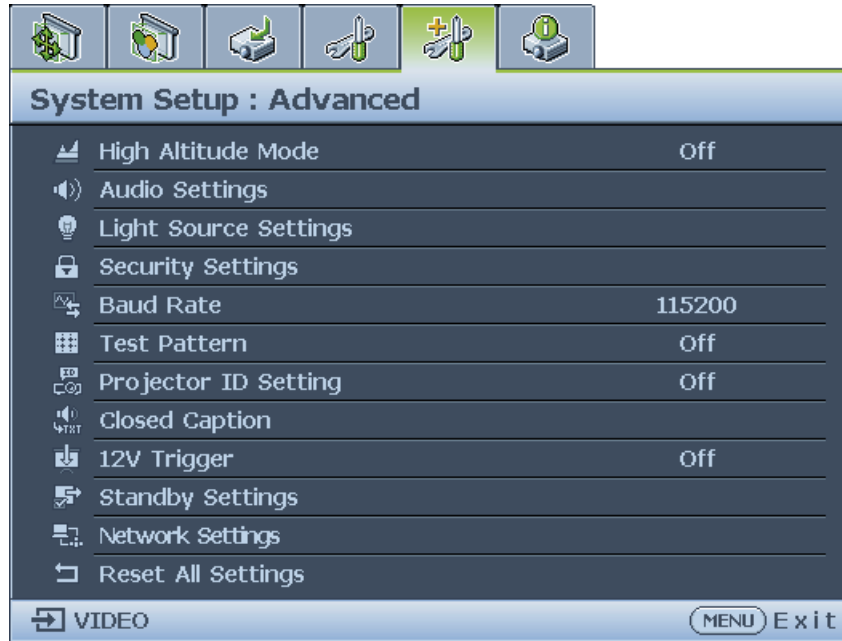 System Setup : Advanced
High Altitude Mode Off
Audio Settings
Light Source Settings
Security Settings
Baud Rate 115200
Test Pattern Off
ID Projector ID Setting Off
TXT Closed Caption
12V Trigger Off
Standby Settings
Network Settings
Reset All Settings
VIDEO MENU Exit